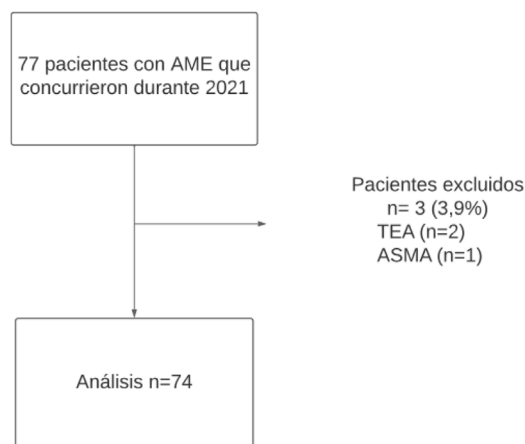 77 pacientes con AME que
concurrieron durante 2021
Pacientes excluidos
n= 3 (3,9%)
TEA (n=2)
ASMA (n=1)
Análisis n=74